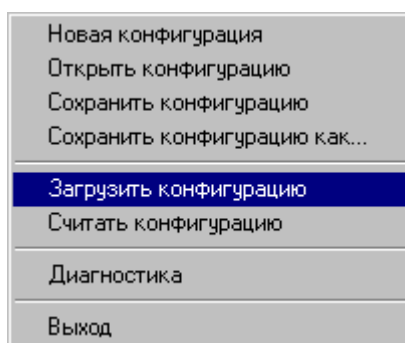 Новая конфигурация
Открыть конфигурацию
Сохранить конфигурацию
Сохранить конфигурацию как...
Загрузить конфигурацию
Считать конфигурацию
Диагностика
Выход